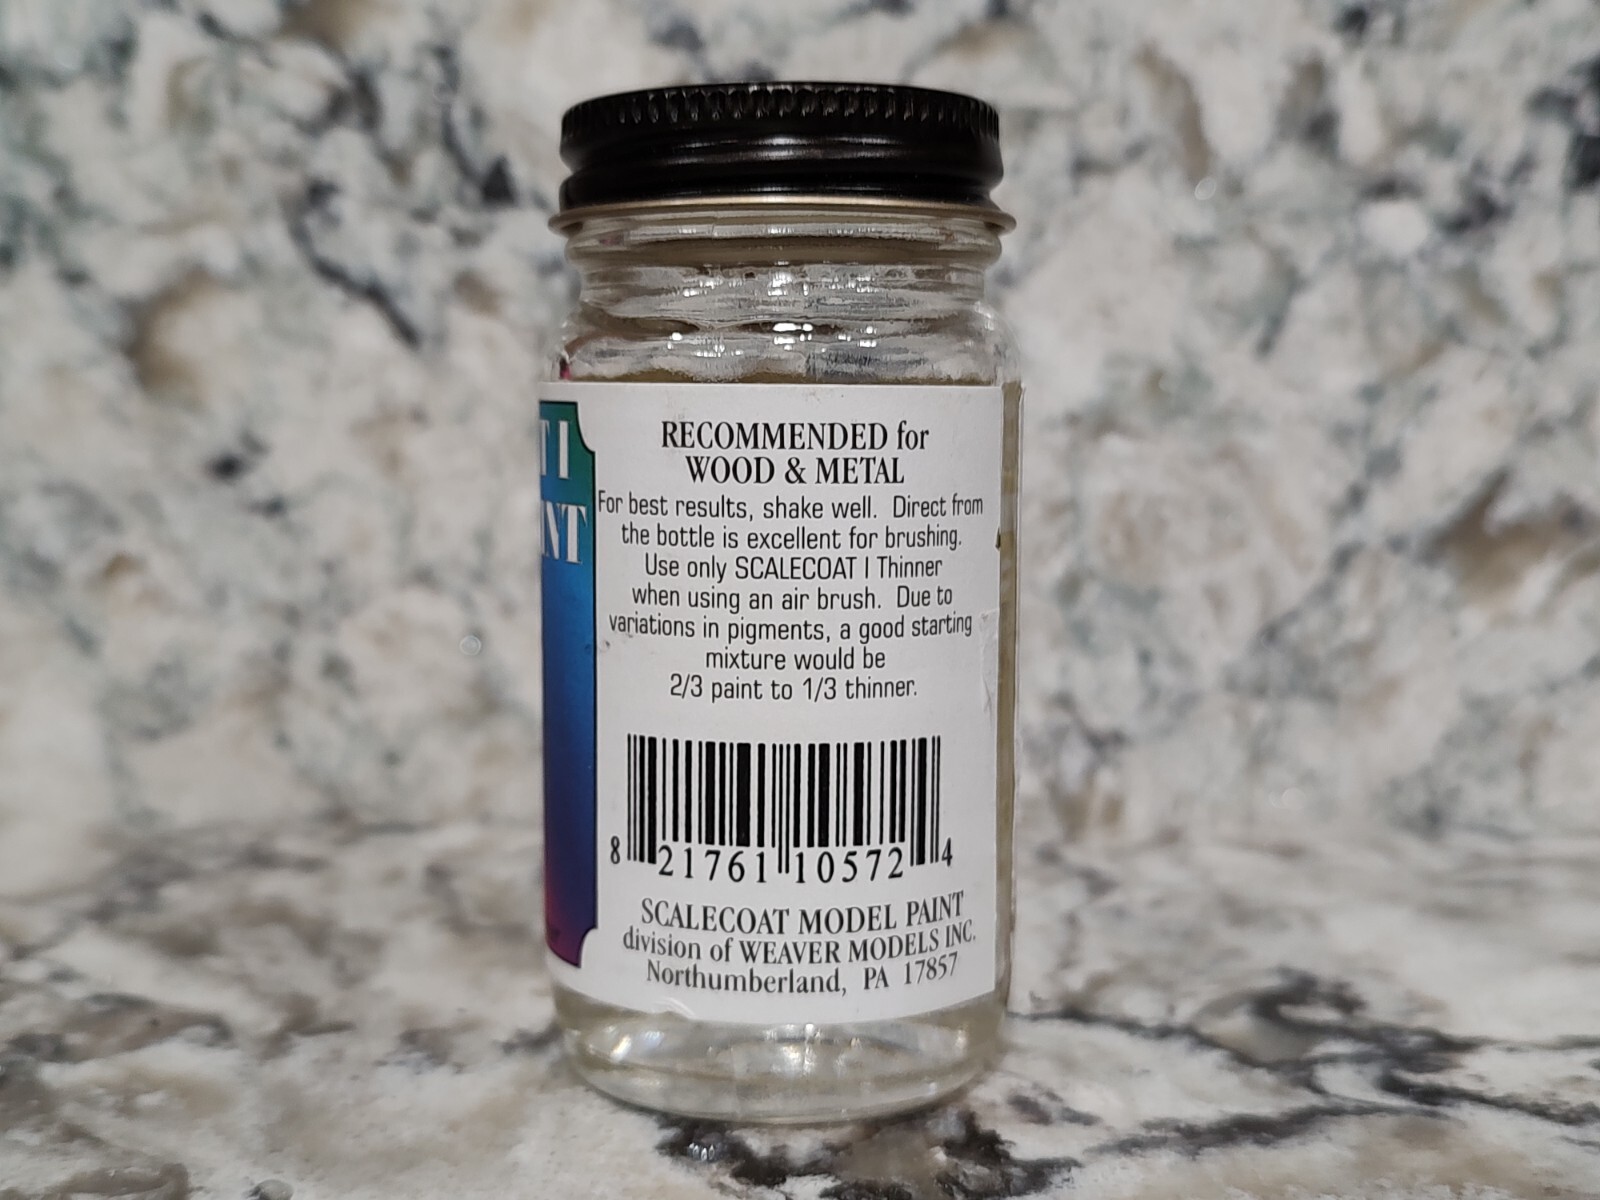 T I
INT
RECOMMENDED for
WOOD & METAL
For best results, shake well. Direct from
the bottle is excellent for brushing.
Use only SCALECOAT I Thinner
when using an air brush. Due to
variations in pigments, a good starting
mixture would be
2/3 paint to 1/3 thinner.
8 21761 10572 4
SCALECOAT MODEL PAINT
division of WEAVER MODELS INC.
Northumberland, PA 17857